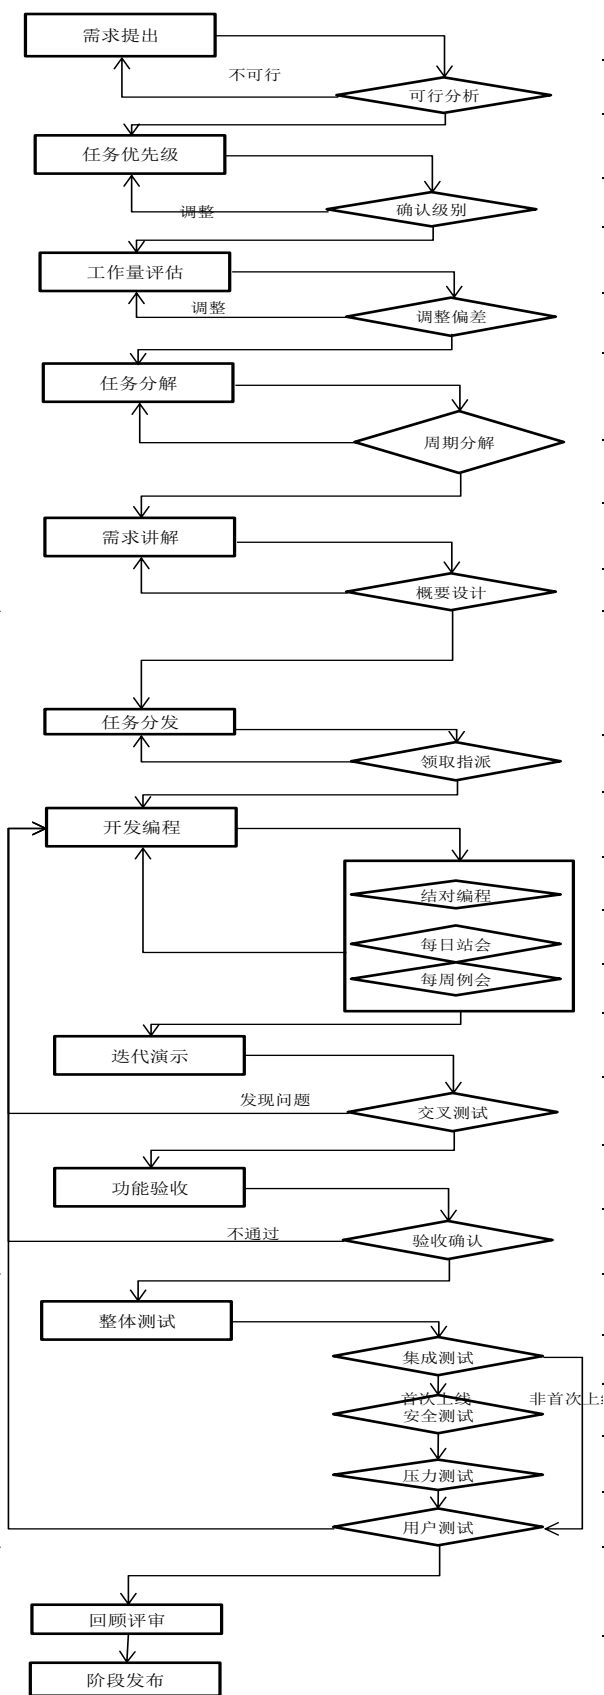 需求提出
不可行
可行分析
任务优先级
调整
确认级别
工作量评估
调整
调整偏差
任务分解
周期分解
需求讲解
概要设计
任务分发
领取指派
开发编程
结对编程
每日站会
每周例会
迭代演示
发现问题
交叉测试
功能验收
不通过
验收确认
整体测试
集成测试
首次上线
非首次上线
安全测试
压力测试
用户测试
回顾评审
阶段发布